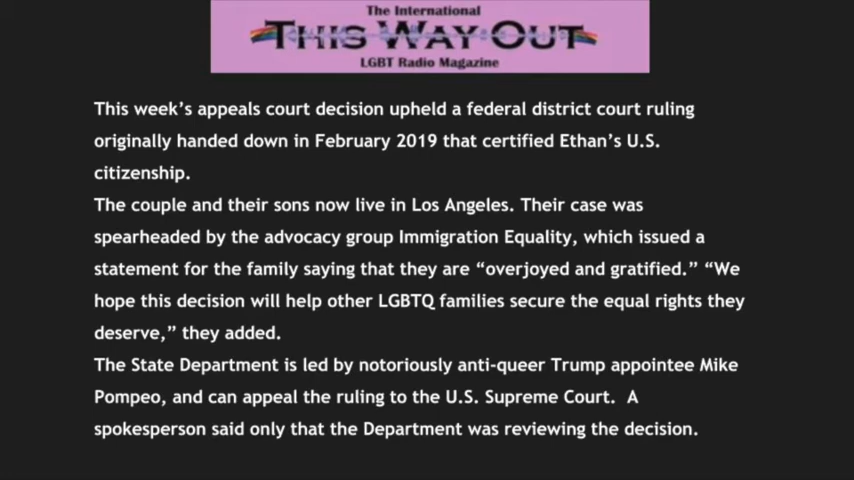 The International
THIS WAY OUT
LGBT Radio Magazine
This week's appeals court decision upheld a federal district court ruling
originally handed down in February 2019 that certified Ethan's U.S.
citizenship.
The couple and their sons now live in Los Angeles. Their case was
spearheaded by the advocacy group Immigration Equality, which issued a
statement for the family saying that they are “overjoyed and gratified.” “We
hope this decision will help other LGBTQ families secure the equal rights they
deserve,” they added.
The State Department is led by notoriously anti-queer Trump appointee Mike
Pompeo, and can appeal the ruling to the U.S. Supreme Court.  A
spokesperson said only that the Department was reviewing the decision.